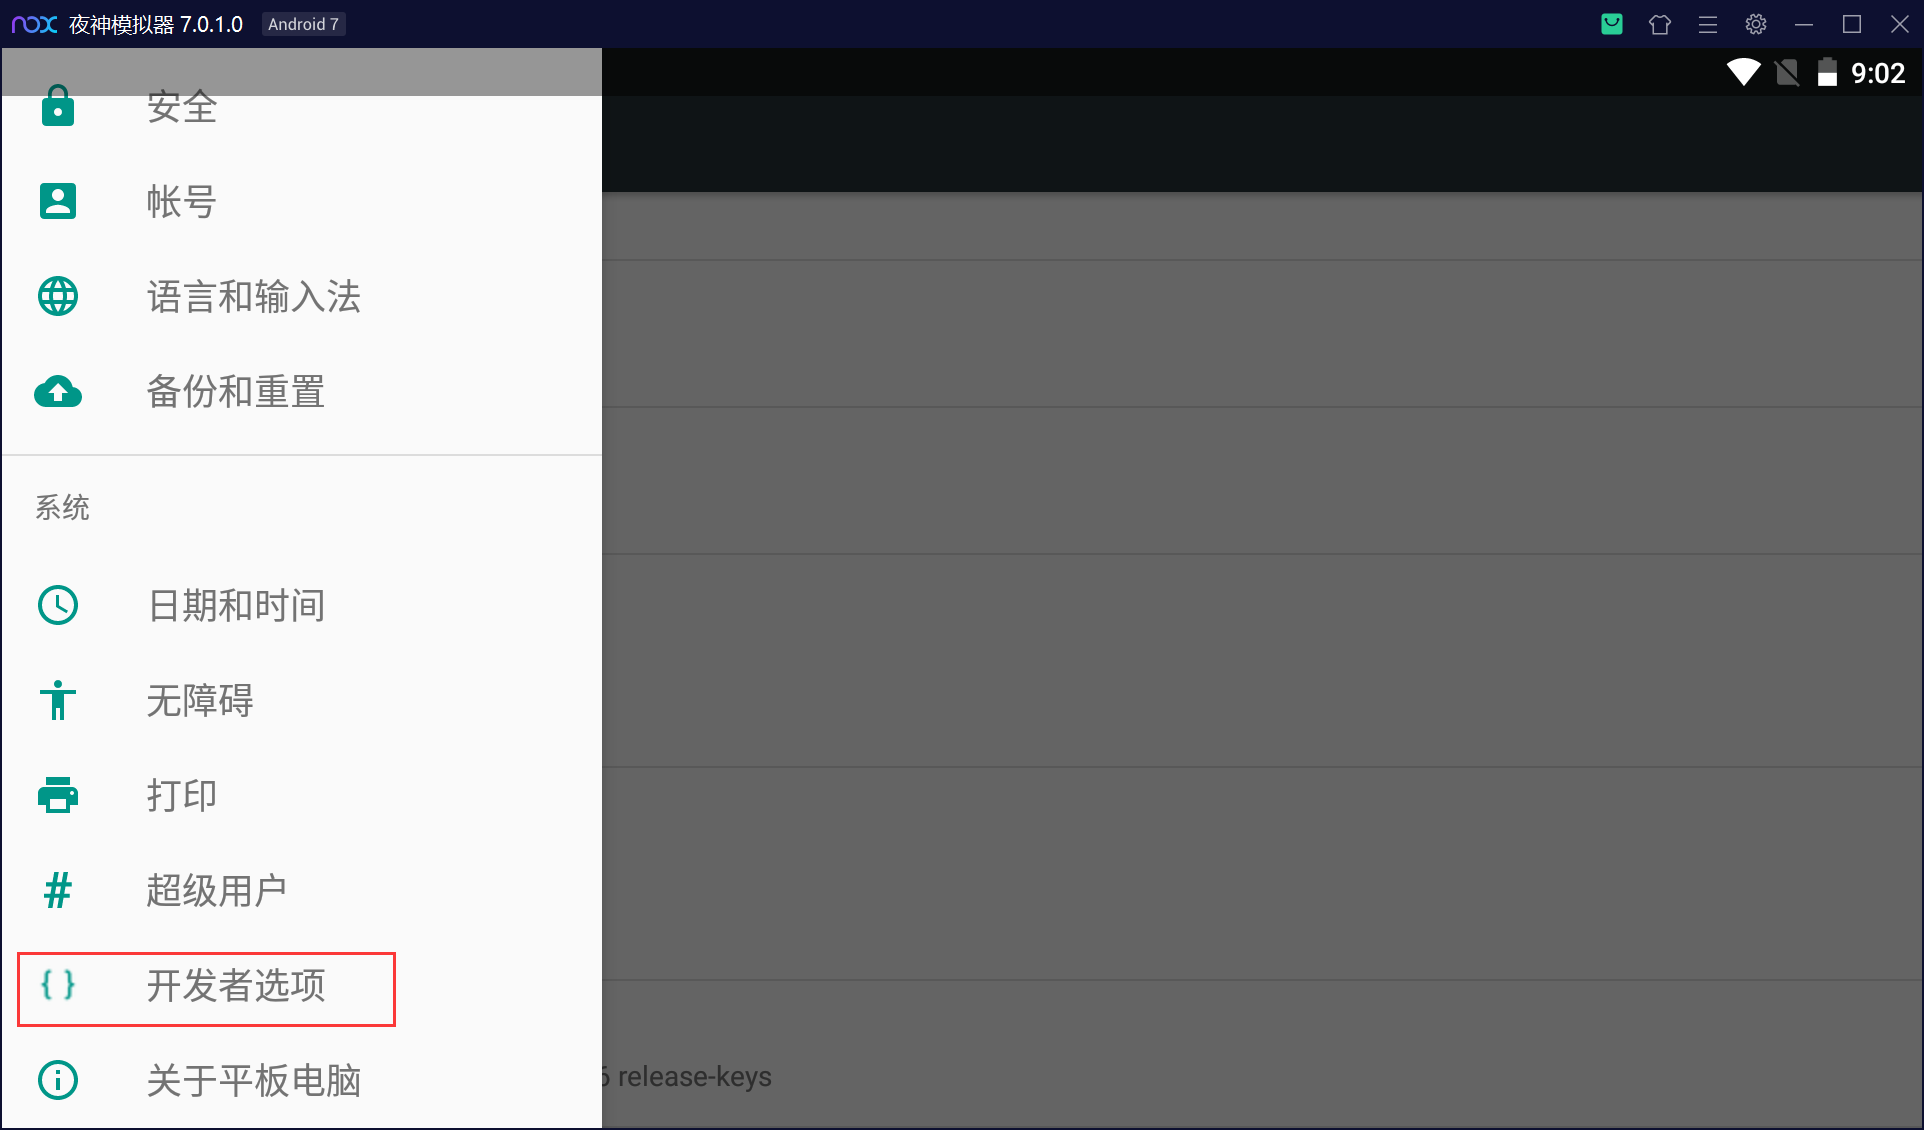 nox 夜神模拟器 7.0.1.0 Android 7
9:02
安全
帐号
语言和输入法
备份和重置
系统
日期和时间
无障碍
打印
# 超级用户
{ } 开发者选项
关于平板电脑
release-keys